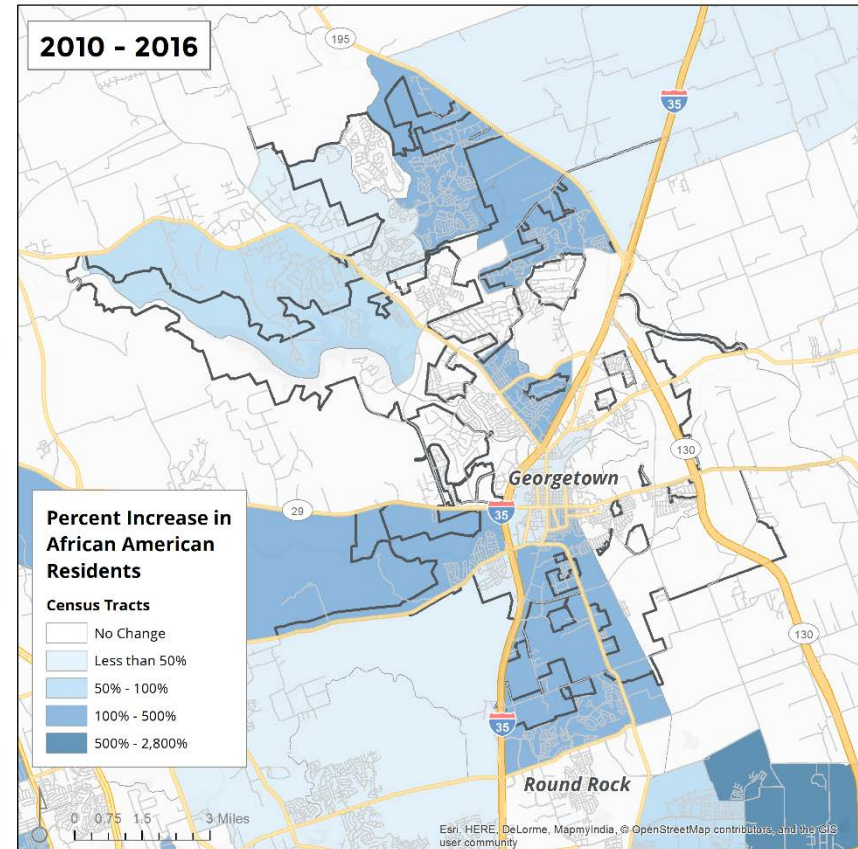 2010 - 2016
195
35
130
Georgetown
29
35
Percent Increase in
African American
Residents
Census Tracts
No Change
Less than 50%
50% - 100%
100% - 500%
500% - 2,800%
130
35
Round Rock
0 0.75 1.5 3 Miles
Esri, HERE, DeLorme, MapmyIndia, © OpenStreetMap contributors, and the GIS
user community